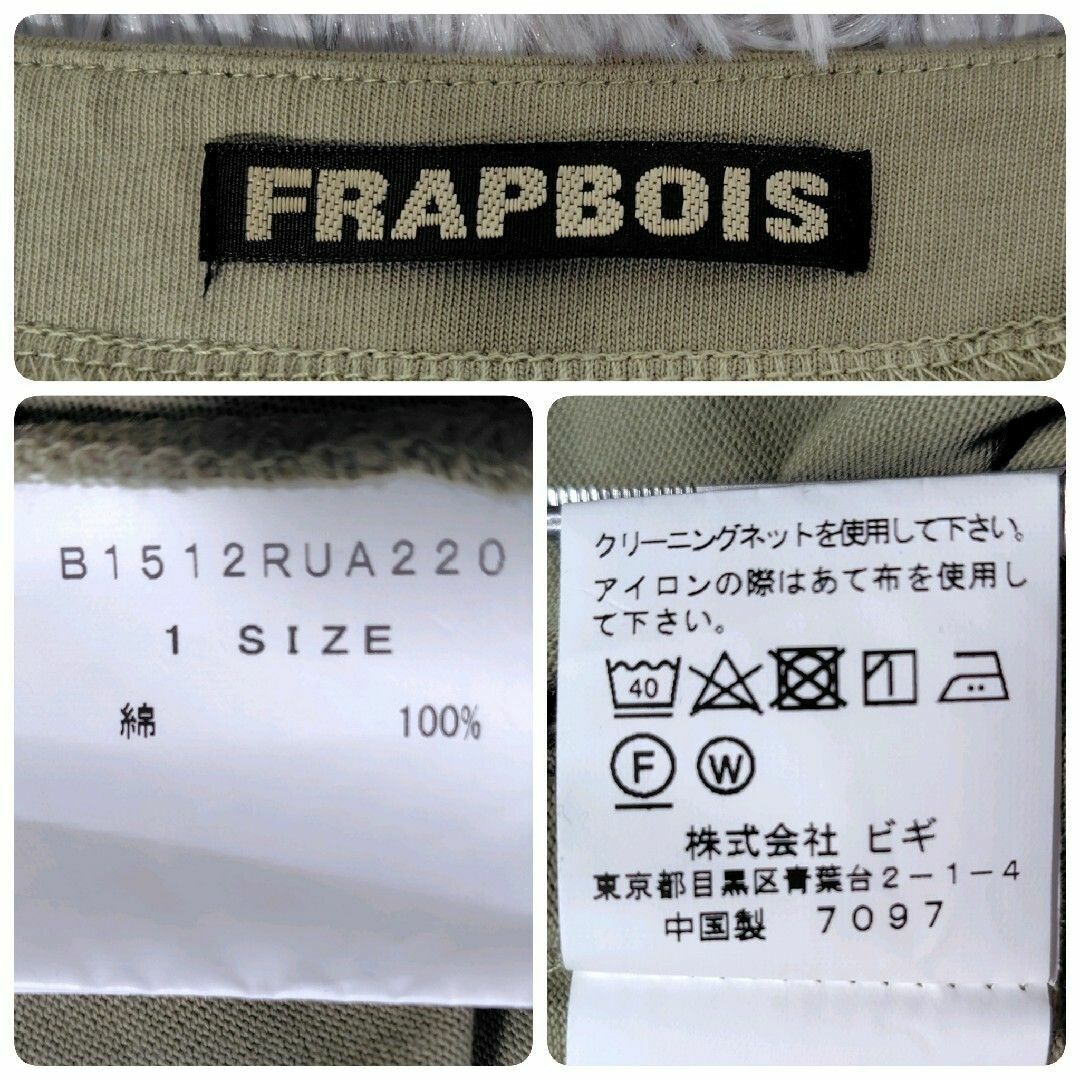 FRAPBOIS
B1512RUA220
1 SIZE
綿 100%
クリーニングネットを使用して下さい。
アイロンの際はあて布を使用し
て下さい。
40
F W
株式会社 ビギ
東京都目黒区青葉台2-1-4
中国製 7097